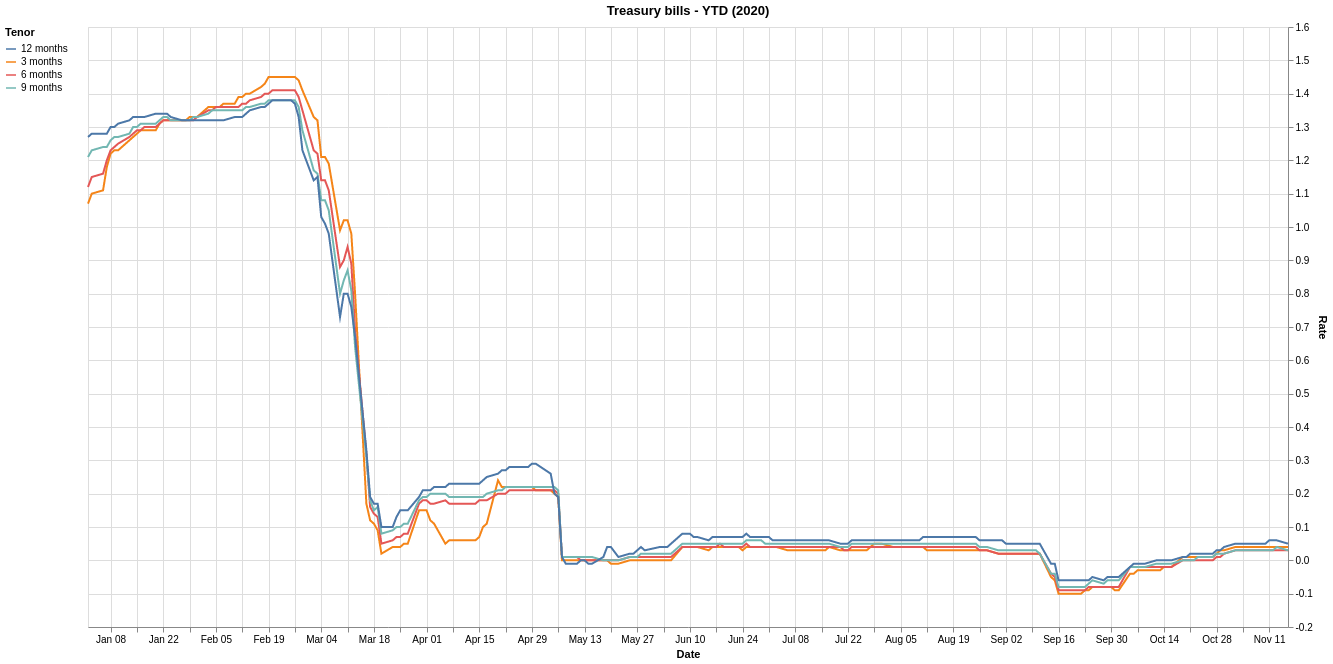 Treasury bills - YTD (2020)
Tenor
12 months
3 months
6 months
9 months
1.6
1.5
1.4
1.3
1.2
1.1
1.0
0.9
0.8
0.7
0.6
0.5
0.4
0.3
0.2
0.1
0.0
-0.1
-0.2
Rate
Jan 08 Jan 22 Feb 05 Feb 19 Mar 04 Mar 18 Apr 01 Apr 15 Apr 29 May 13 May 27 Jun 10 Jun 24 Jul 08 Jul 22 Aug 05 Aug 19 Sep 02 Sep 16 Sep 30 Oct 14 Oct 28 Nov 11
Date